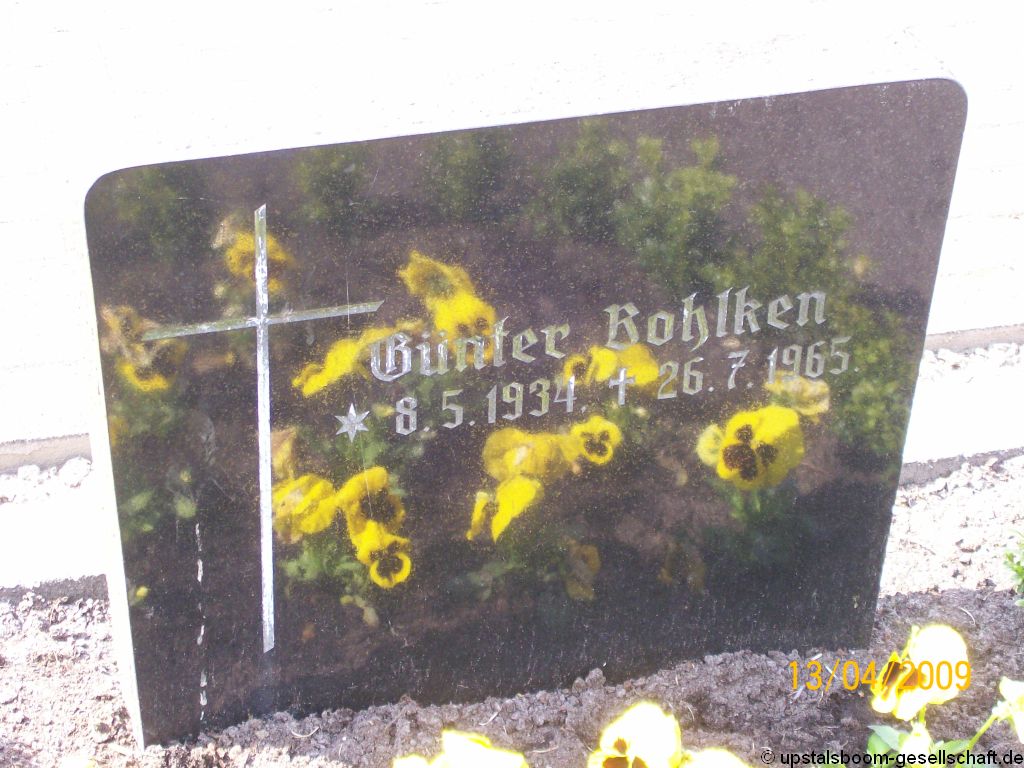 Günter Bohlken
* 8. 5. 1934. † 26. 7. 1965.
13/04/2009
© upstalsboom-gesellschaft.de